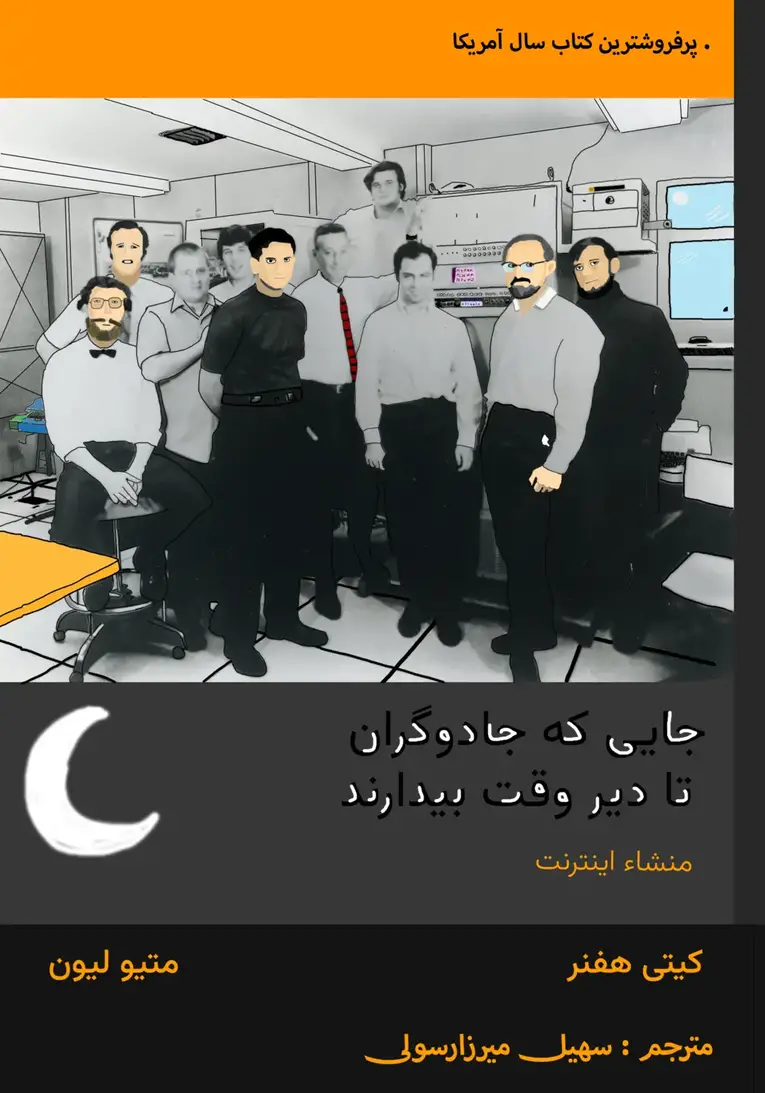 . پرفروشترین کتاب سال آمریکا
جایی که جادوگران
تا دیر وقت بیدارند
منشاء اینترنت
کیتی هفنر
متیو لیون
مترجم : سهیل میرزارسولی